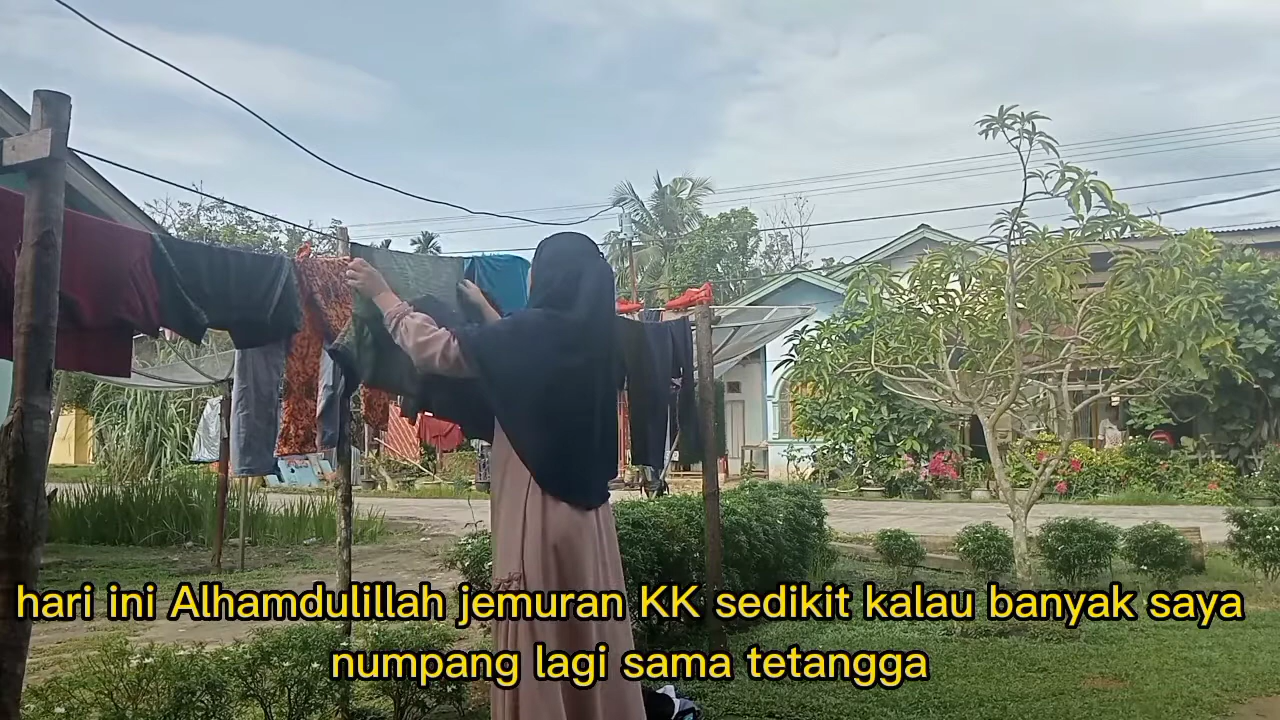 hari ini Alhamdulillah jemuran KK sedikit kalau banyak saya
numpang lagi sama tetangga